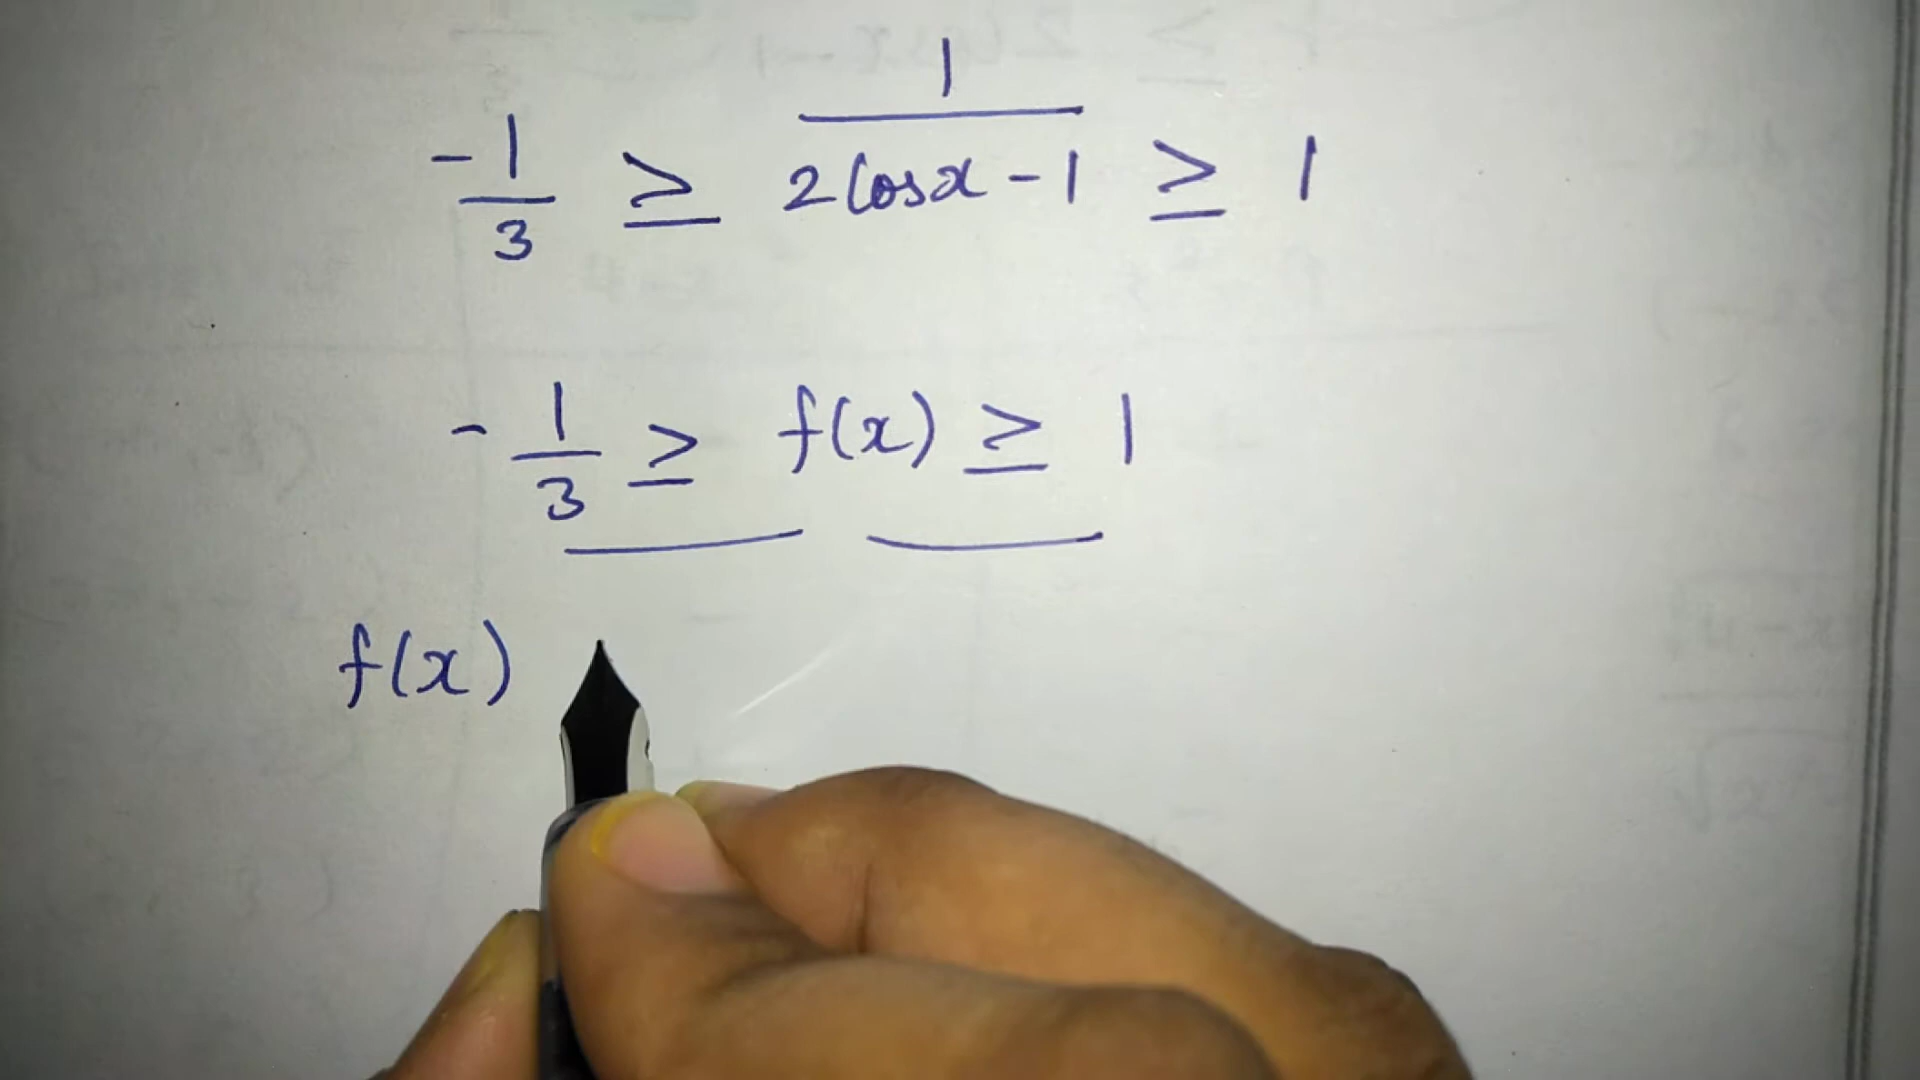 -1/3 ≥ 1/(2Cosx - 1) ≥ 1
-1/3 ≥ f(x) ≥ 1
f(x)